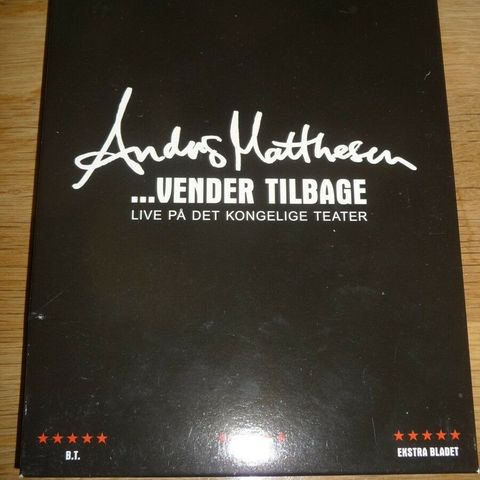 Anders Matthesen
...VENDER TILBAGE
LIVE PÅ DET KONGELIGE TEATER
★★★★★
B.T.
★★★★★
EKSTRA BLADET